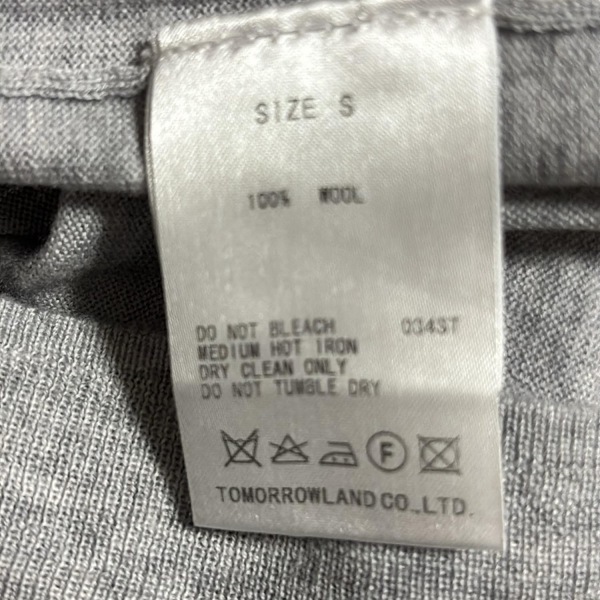 SIZE S
100% WOOL
DO NOT BLEACH 034ST
MEDIUM HOT IRON
DRY CLEAN ONLY
DO NOT TUMBLE DRY
F
TOMORROWLAND CO.,LTD.